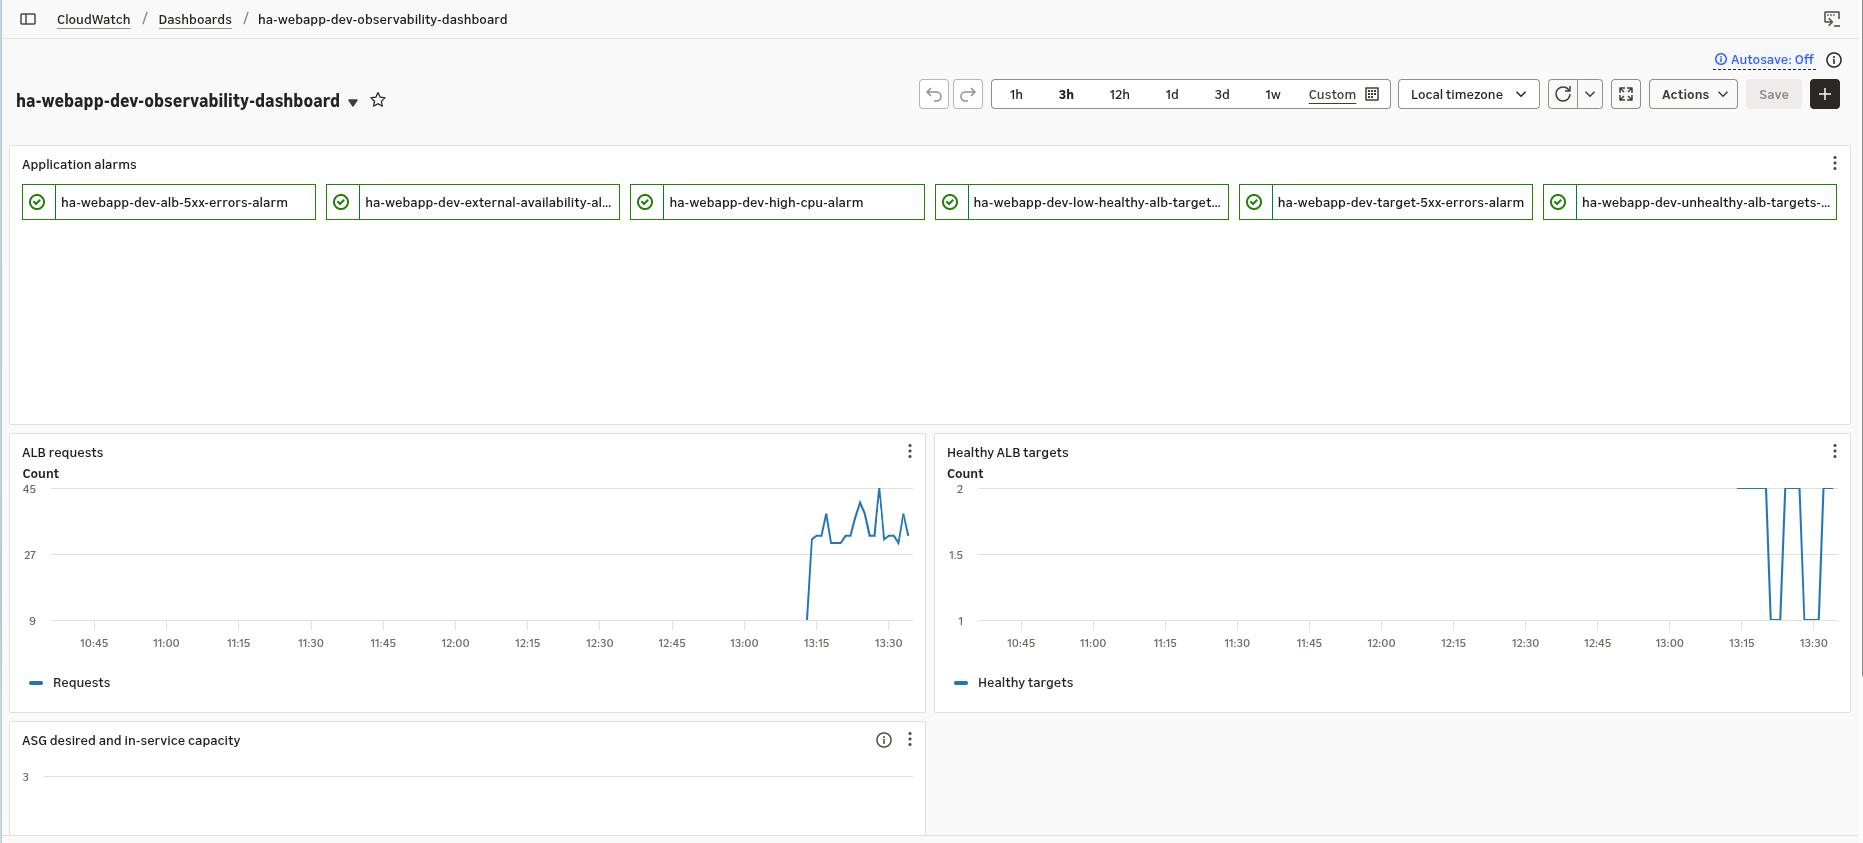 CloudWatch / Dashboards / ha-webapp-dev-observability-dashboard
Autosave: Off
ha-webapp-dev-observability-dashboard
1h 3h 12h 1d 3d 1w Custom Local timezone Actions Save
Application alarms
ha-webapp-dev-alb-5xx-errors-alarm ha-webapp-dev-external-availability-al... ha-webapp-dev-high-cpu-alarm ha-webapp-dev-low-healthy-alb-target... ha-webapp-dev-target-5xx-errors-alarm ha-webapp-dev-unhealthy-alb-targets-...
ALB requests
Count
45
27
9
10:45 11:00 11:15 11:30 11:45 12:00 12:15 12:30 12:45 13:00 13:15 13:30
Requests
Healthy ALB targets
Count
2
1.5
1
10:45 11:00 11:15 11:30 11:45 12:00 12:15 12:30 12:45 13:00 13:15 13:30
Healthy targets
ASG desired and in-service capacity
3